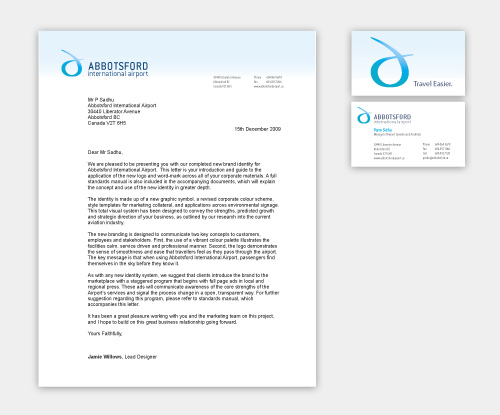 ABBOTSFORD
international airport
Mr P Sadhu
Abbotsford International Airport
30440 Liberator Avenue
Abbotsford BC
Canada V2T 6H5
15th December 2009
Dear Mr Sadhu,
We are pleased to be presenting you with our completed new brand identity for
Abbotsford International Airport. This letter is your introduction and guide to the
application of the new logo and word-mark across all of your corporate materials. A full
standards manual is also included in the accompanying documents, which will explain
the concept and use of the new identity in greater depth.
The identity is made up of a new graphic symbol, a revised corporate colour scheme,
style templates for marketing collateral, and applications across environmental signage.
This total visual system has been designed to convey the strengths, predicted growth
and strategic direction of your business, as outlined by our research into the current
aviation industry.
The new branding is designed to communicate two key concepts to customers,
employees and stakeholders. First, the use of a vibrant colour palette illustrates the
facilities calm, service driven and professional manner. Second, the logo demonstrates
the sense of smoothness and ease that travellers feel as they pass through the airport.
The key message is that when using Abbotsford International Airport, passengers find
themselves in the sky before they know it.
As with any new identity system, we suggest that clients introduce the brand to the
marketplace with a staggered program that begins with full page ads in local and
regional press. These ads will communicate awareness of the core strengths of the
Airport's services and signal the process change in a open, transparent way. For further
suggestion regarding this program, please refer to standards manual, which
accompanies this letter.
It has been a great pleasure working with you and the marketing team on this project,
and I hope to build on this great business relationship going forward.
Yours Faithfully,
Jamie Willows, Lead Designer
Travel Easier.
ABBOTSFORD
international airport